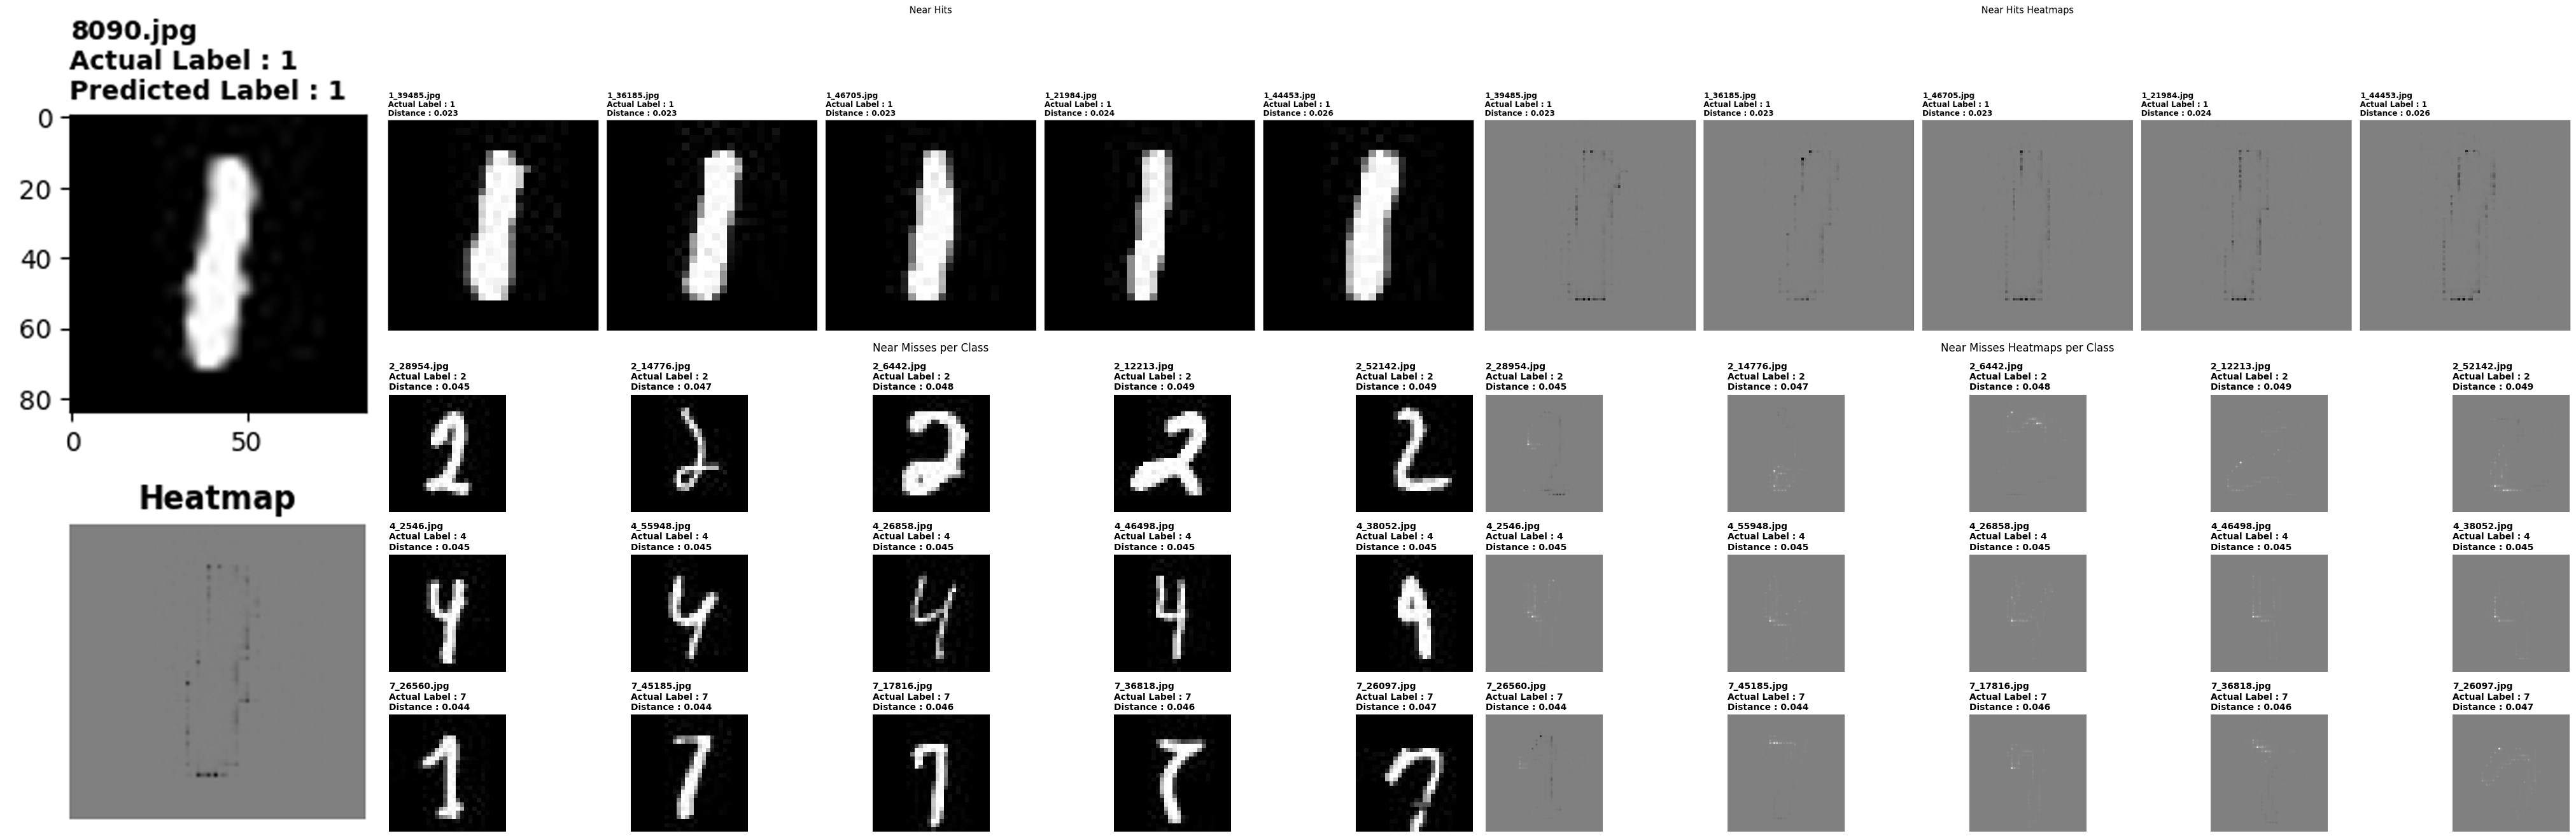 Near Hits
Near Hits Heatmaps
8090.jpg
Actual Label : 1
Predicted Label : 1
0
20
40
60
80
0 50
Heatmap
1_39485.jpg
Actual Label : 1
Distance : 0.023
1_36185.jpg
Actual Label : 1
Distance : 0.023
1_46705.jpg
Actual Label : 1
Distance : 0.023
1_21984.jpg
Actual Label : 1
Distance : 0.024
1_44453.jpg
Actual Label : 1
Distance : 0.026
1_39485.jpg
Actual Label : 1
Distance : 0.023
1_36185.jpg
Actual Label : 1
Distance : 0.023
1_46705.jpg
Actual Label : 1
Distance : 0.023
1_21984.jpg
Actual Label : 1
Distance : 0.024
1_44453.jpg
Actual Label : 1
Distance : 0.026
Near Misses per Class
Near Misses Heatmaps per Class
2_28954.jpg
Actual Label : 2
Distance : 0.045
2_14776.jpg
Actual Label : 2
Distance : 0.047
2_6442.jpg
Actual Label : 2
Distance : 0.048
2_12213.jpg
Actual Label : 2
Distance : 0.049
2_52142.jpg
Actual Label : 2
Distance : 0.049
2_28954.jpg
Actual Label : 2
Distance : 0.045
2_14776.jpg
Actual Label : 2
Distance : 0.047
2_6442.jpg
Actual Label : 2
Distance : 0.048
2_12213.jpg
Actual Label : 2
Distance : 0.049
2_52142.jpg
Actual Label : 2
Distance : 0.049
4_2546.jpg
Actual Label : 4
Distance : 0.045
4_55948.jpg
Actual Label : 4
Distance : 0.045
4_26858.jpg
Actual Label : 4
Distance : 0.045
4_46498.jpg
Actual Label : 4
Distance : 0.045
4_38052.jpg
Actual Label : 4
Distance : 0.045
4_2546.jpg
Actual Label : 4
Distance : 0.045
4_55948.jpg
Actual Label : 4
Distance : 0.045
4_26858.jpg
Actual Label : 4
Distance : 0.045
4_46498.jpg
Actual Label : 4
Distance : 0.045
4_38052.jpg
Actual Label : 4
Distance : 0.045
7_26560.jpg
Actual Label : 7
Distance : 0.044
7_45185.jpg
Actual Label : 7
Distance : 0.044
7_17816.jpg
Actual Label : 7
Distance : 0.046
7_36818.jpg
Actual Label : 7
Distance : 0.046
7_26097.jpg
Actual Label : 7
Distance : 0.047
7_26560.jpg
Actual Label : 7
Distance : 0.044
7_45185.jpg
Actual Label : 7
Distance : 0.044
7_17816.jpg
Actual Label : 7
Distance : 0.046
7_36818.jpg
Actual Label : 7
Distance : 0.046
7_26097.jpg
Actual Label : 7
Distance : 0.047